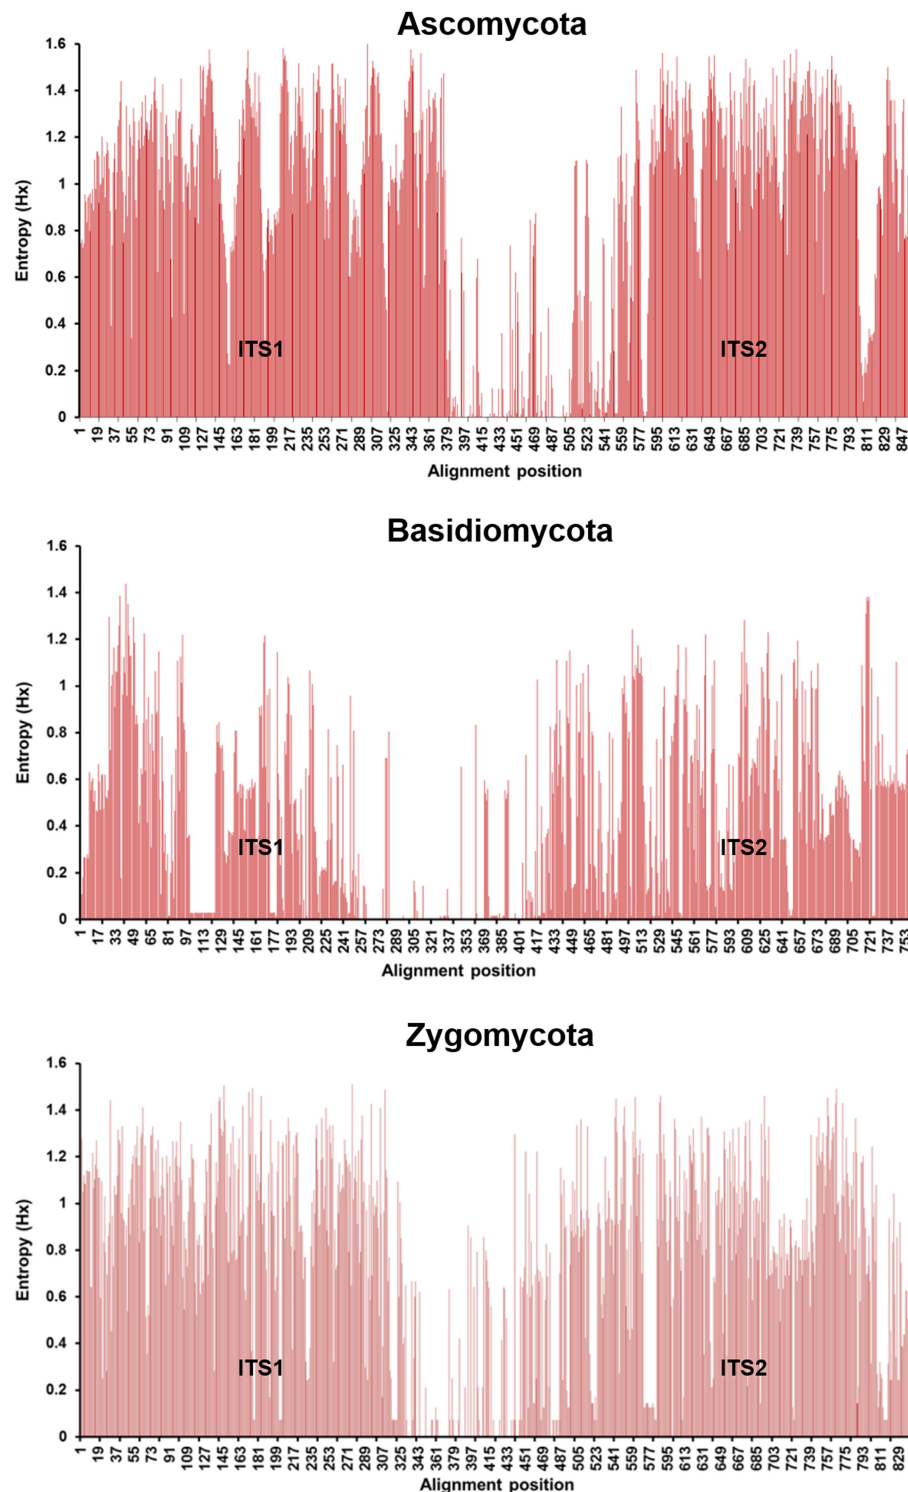 Ascomycota
1.6
1.4
1.2
1
0.8
0.6
0.4
0.2
0
Entropy (Hx)
ITS1 ITS2
1 19 37 55 73 91 109 127 145 163 181 199 217 235 253 271 289 307 325 343 361 379 397 415 433 451 469 487 505 523 541 559 577 595 613 631 649 667 685 703 721 739 757 775 793 811 829 847
Alignment position
Basidiomycota
1.6
1.4
1.2
1
0.8
0.6
0.4
0.2
0
Entropy (Hx)
ITS1 ITS2
1 17 33 49 65 81 97 113 129 145 161 177 193 209 225 241 257 273 289 305 321 337 353 369 385 401 417 433 449 465 481 497 513 529 545 561 577 593 609 625 641 657 673 689 705 721 737 753
Alignment position
Zygomycota
1.6
1.4
1.2
1
0.8
0.6
0.4
0.2
0
Entropy (Hx)
ITS1 ITS2
1 19 37 55 73 91 109 127 145 163 181 199 217 235 253 271 289 307 325 343 361 379 397 415 433 451 469 487 505 523 541 559 577 595 613 631 649 667 685 703 721 739 757 775 793 811 829
Alignment position